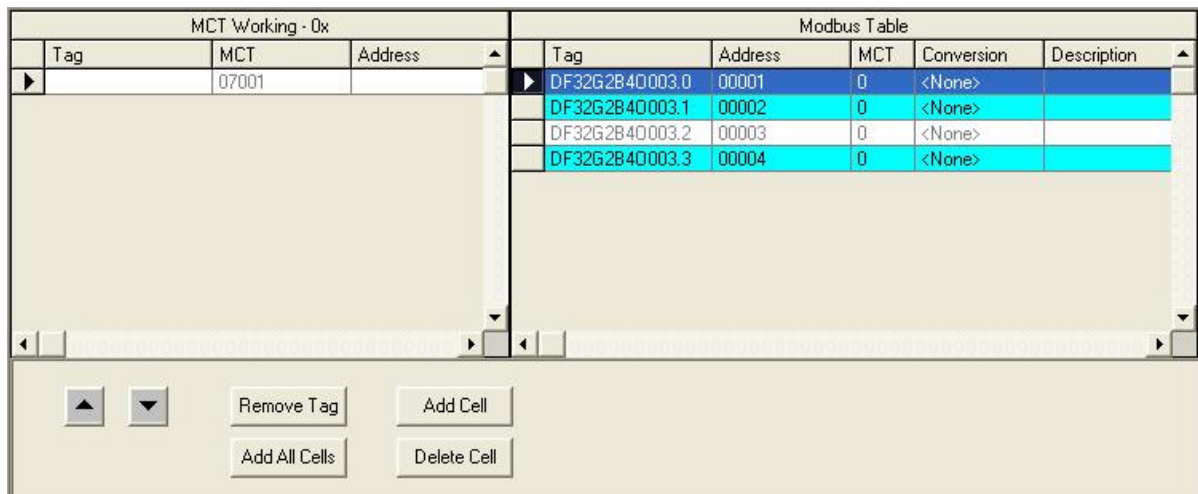 MCT Working - 0x Modbus Table
Tag MCT Address Tag Address MCT Conversion Description
07001 DF32G2B4O003.0 00001 0 <None>
DF32G2B4O003.1 00002 0 <None>
DF32G2B4O003.2 00003 0 <None>
DF32G2B4O003.3 00004 0 <None>
Remove Tag Add Cell
Add All Cells Delete Cell